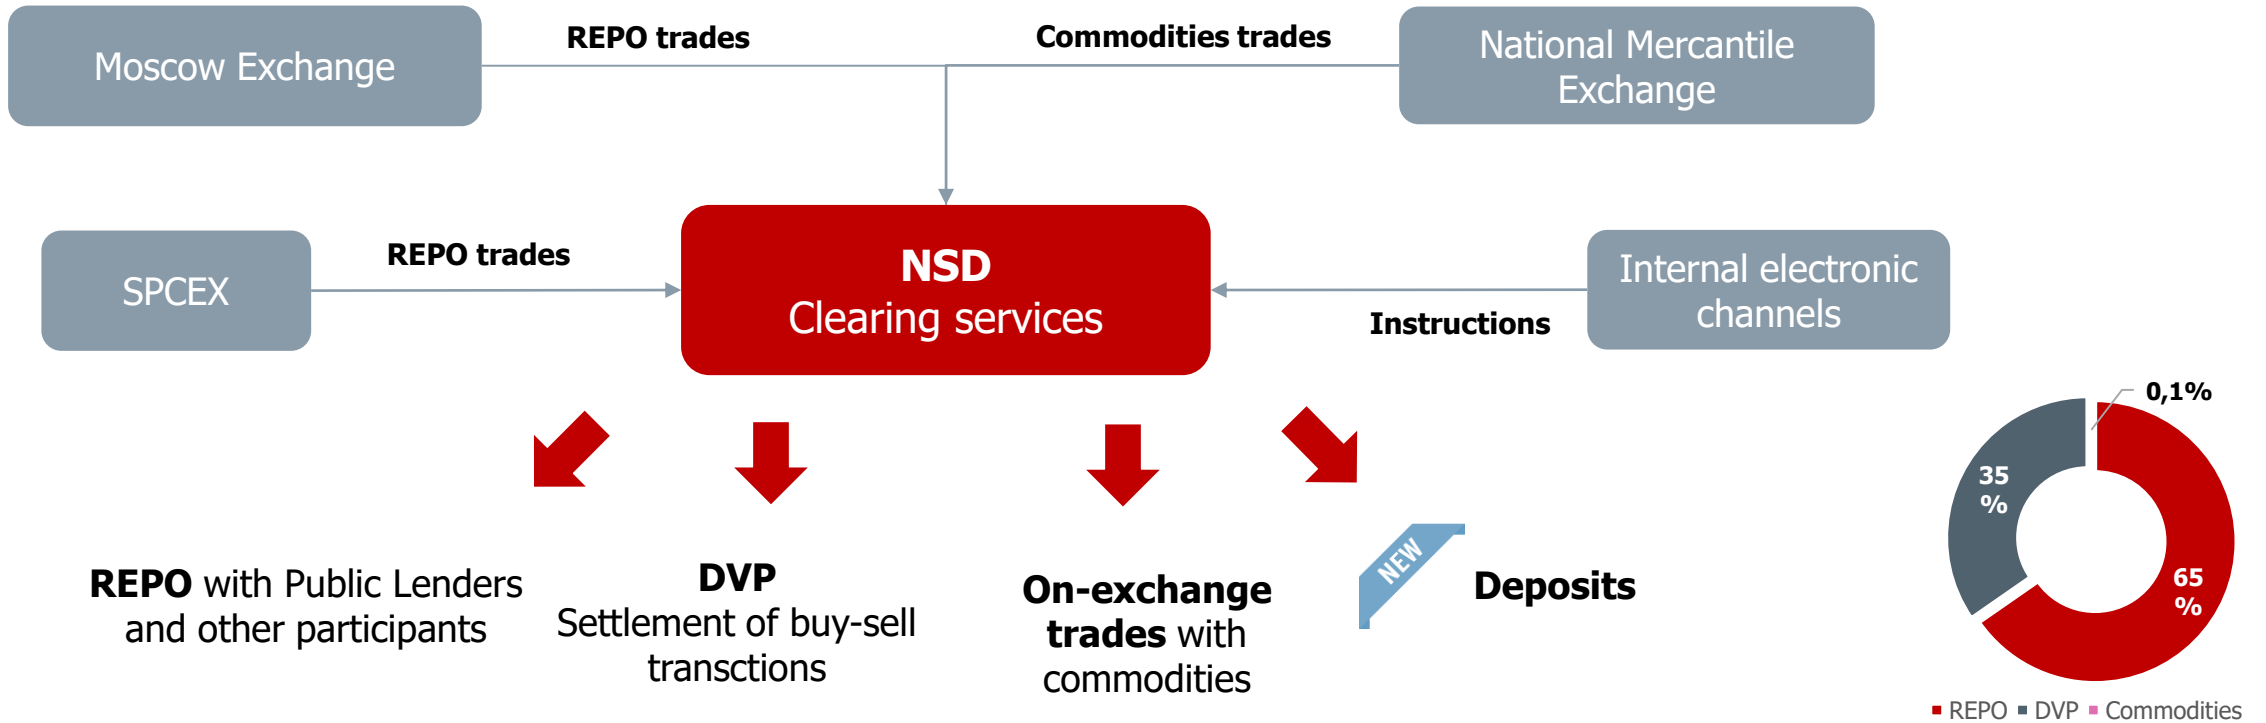 Moscow Exchange
REPO trades
Commodities trades
National Mercantile
Exchange
SPCEX
REPO trades
NSD
Clearing services
Instructions
Internal electronic
channels
REPO with Public Lenders
and other participants
DVP
Settlement of buy-sell
transctions
On-exchange
trades with
commodities
NEW
Deposits
0,1%
35
%
65
%
REPO DVP Commodities